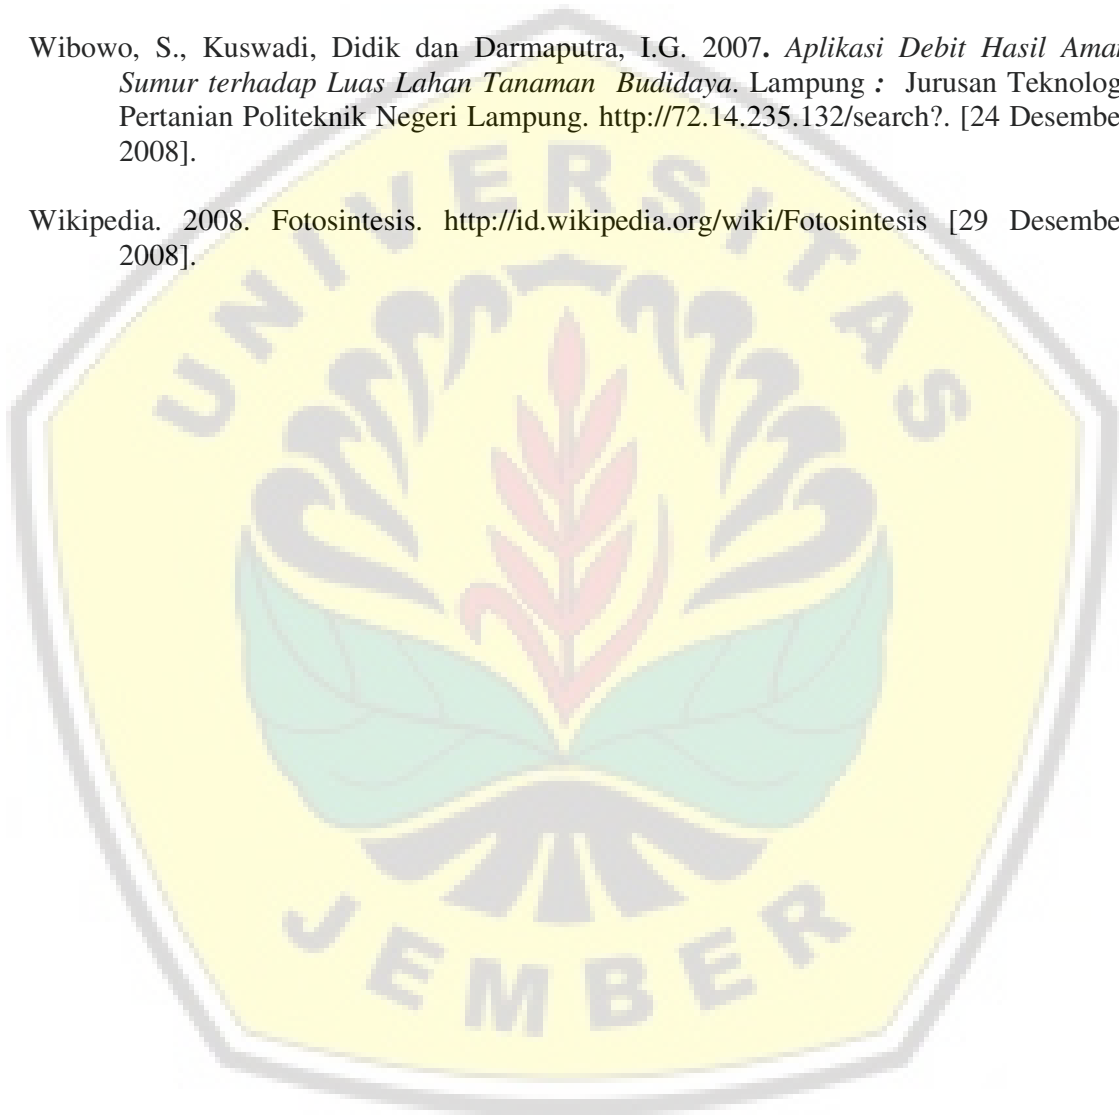 Wibowo, S., Kuswadi, Didik dan Darmaputra, I.G. 2007. Aplikasi Debit Hasil Aman
Sumur terhadap Luas Lahan Tanaman Budidaya. Lampung : Jurusan Teknolog
Pertanian Politeknik Negeri Lampung. http://72.14.235.132/search?. [24 Desembe
2008].
Wikipedia. 2008. Fotosintesis. http://id.wikipedia.org/wiki/Fotosintesis [29 Desembe
2008].
UNIVERSITAS
JEMBER